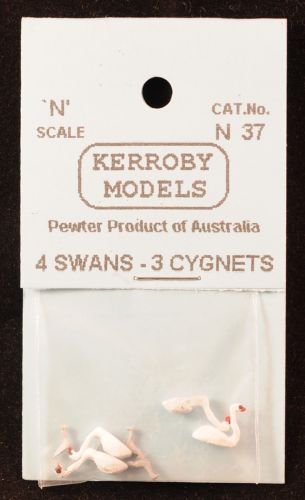 'N' CAT.No.
SCALE N 37
KERROBY
MODELS
Pewter Product of Australia
4 SWANS - 3 CYGNETS